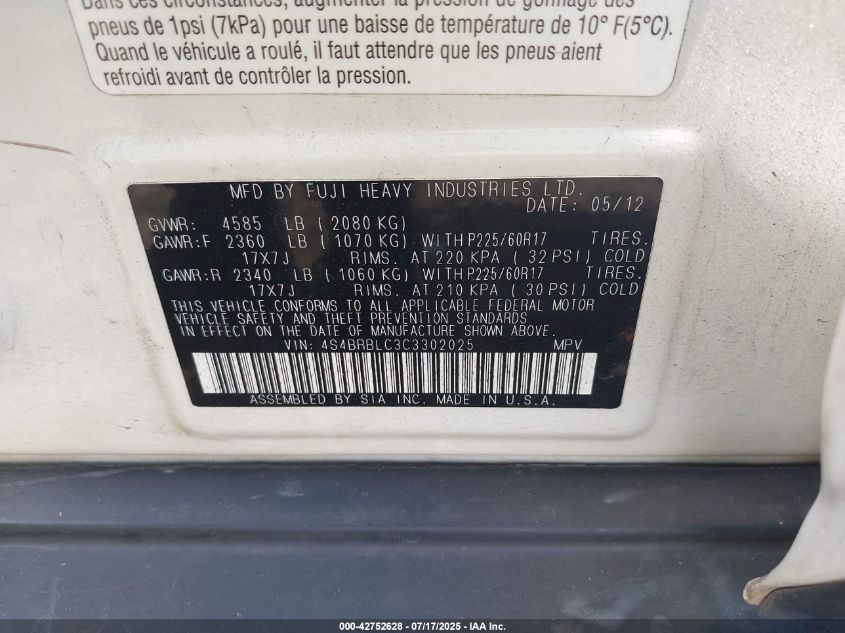 Dans ces circonstances, augmenter la pression de gonflage des
pneus de 1psi (7kPa) pour une baisse de température de 10° F(5°C).
Quand le véhicule a roulé, il faut attendre que les pneus aient
refroidi avant de contrôler la pression.
MFD BY FUJI HEAVY INDUSTRIES LTD.
DATE: 05/12
GVWR: 4585 LB ( 2080 KG)
GAWR:F 2360 LB ( 1070 KG) WITH P225/60R17 TIRES.
17X7J RIMS. AT 220 KPA ( 32 PSI) COLD
GAWR:R 2340 LB ( 1060 KG) WITH P225/60R17 TIRES.
17X7J RIMS. AT 210 KPA ( 30 PSI) COLD
THIS VEHICLE CONFORMS TO ALL APPLICABLE FEDERAL MOTOR
VEHICLE SAFETY AND THEFT PREVENTION STANDARDS
IN EFFECT ON THE DATE OF MANUFACTURE SHOWN ABOVE.
VIN: 4S4BRBLC3C3302025 MPV
ASSEMBLED BY SIA INC. MADE IN U.S.A.
000-42752628 - 07/17/2025 - IAA Inc.